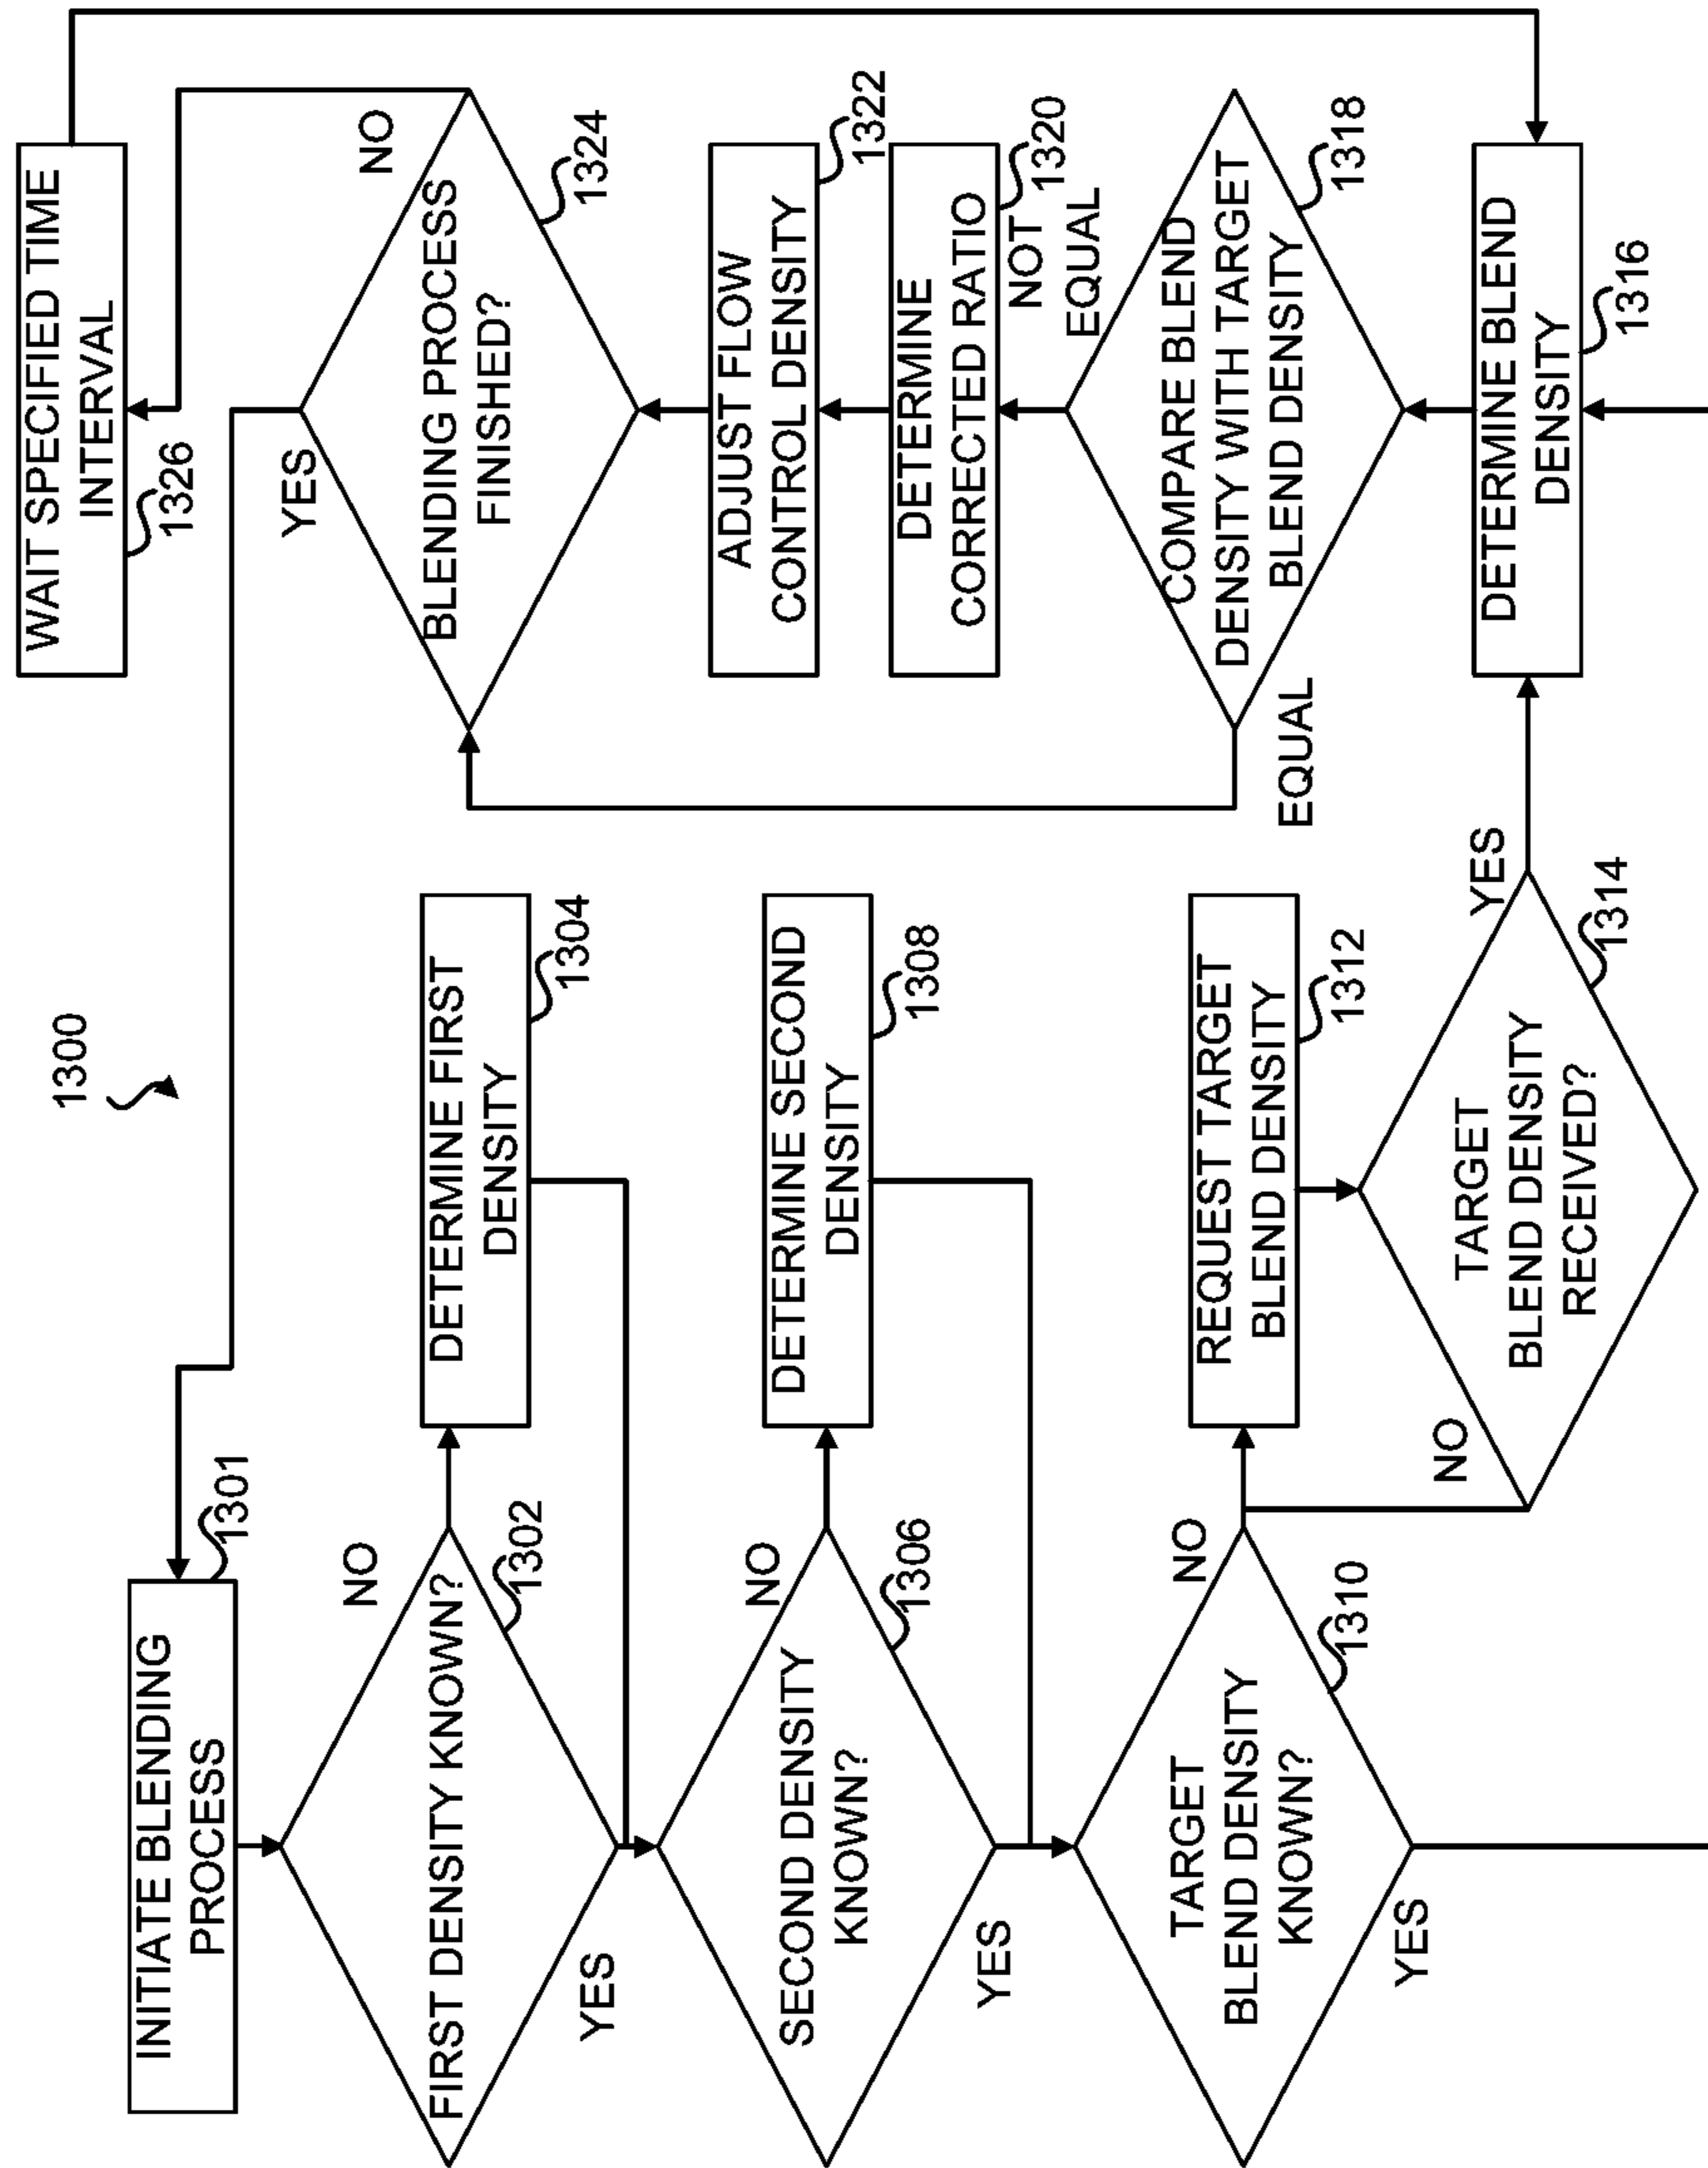 1300
INITIATE BLENDING
PROCESS
1301
FIRST DENSITY KNOWN?
1302
NO
YES
DETERMINE FIRST
DENSITY
1304
SECOND DENSITY
KNOWN?
1306
NO
YES
DETERMINE SECOND
DENSITY
1308
TARGET
BLEND DENSITY
KNOWN?
1310
NO
YES
REQUEST TARGET
BLEND DENSITY
1312
TARGET
BLEND DENSITY
RECEIVED?
1314
NO
YES
WAIT SPECIFIED TIME
INTERVAL
1326
YES
NO
BLENDING PROCESS
FINISHED?
1324
ADJUST FLOW
CONTROL DENSITY
1322
DETERMINE
CORRECTED RATIO
1320
NOT
EQUAL
COMPARE BLEND
DENSITY WITH TARGET
BLEND DENSITY
1318
EQUAL
DETERMINE BLEND
DENSITY
1316